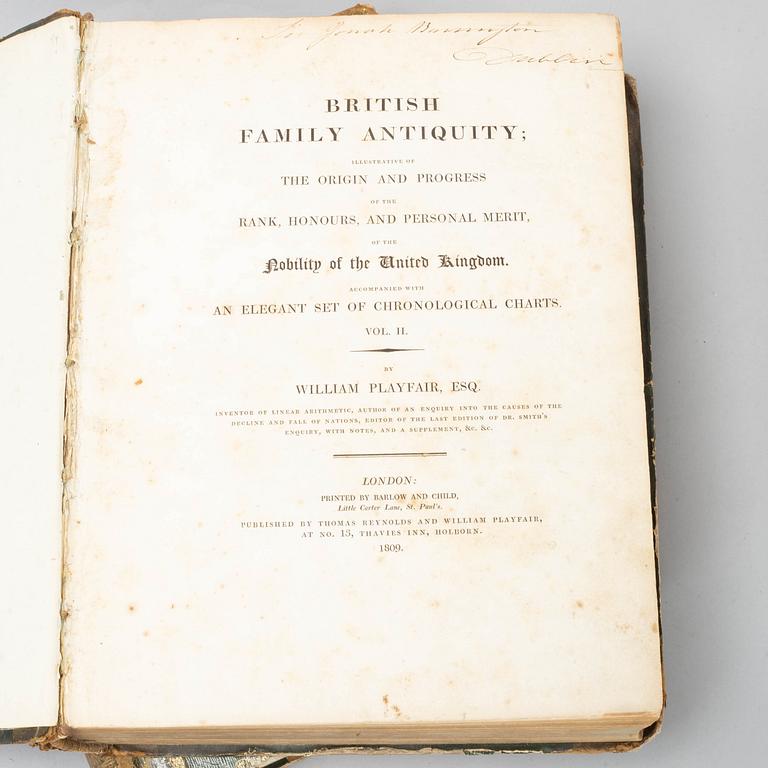 Sir Jonah Barrington
Dublin
BRITISH
FAMILY ANTIQUITY;
ILLUSTRATIVE OF
THE ORIGIN AND PROGRESS
OF THE
RANK, HONOURS, AND PERSONAL MERIT,
OF THE
Nobility of the United Kingdom.
ACCOMPANIED WITH
AN ELEGANT SET OF CHRONOLOGICAL CHARTS.
VOL. II.
BY
WILLIAM PLAYFAIR, ESQ.
INVENTOR OF LINEAR ARITHMETIC, AUTHOR OF AN ENQUIRY INTO THE CAUSES OF THE
DECLINE AND FALL OF NATIONS, EDITOR OF THE LAST EDITION OF DR. SMITH'S
ENQUIRY, WITH NOTES, AND A SUPPLEMENT, &c. &c.
LONDON:
PRINTED BY BARLOW AND CHILD,
Little Carter Lane, St. Paul's.
PUBLISHED BY THOMAS REYNOLDS AND WILLIAM PLAYFAIR,
AT NO. 15, THAVIES INN, HOLBORN.
1809.